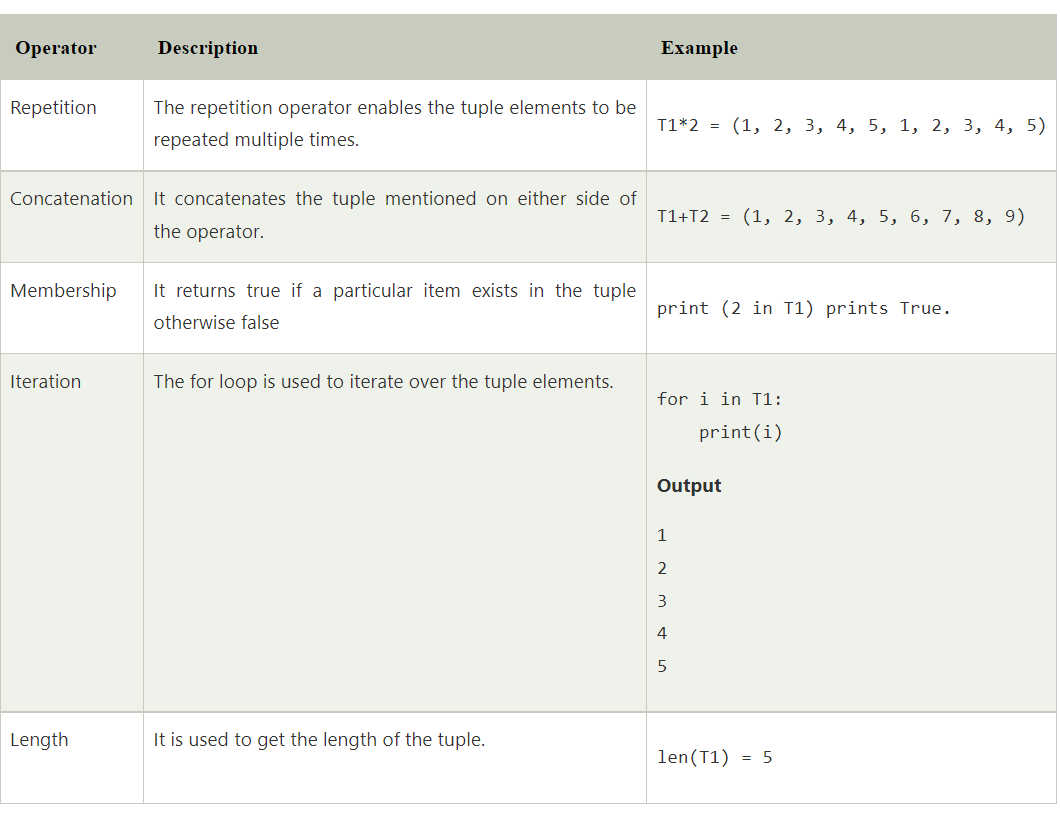 Operator Description Example
Repetition
The repetition operator enables the tuple elements to be
repeated multiple times.
T1*2 = (1, 2, 3, 4, 5, 1, 2, 3, 4, 5)
Concatenation
It concatenates the tuple mentioned on either side of
the operator.
T1+T2 = (1, 2, 3, 4, 5, 6, 7, 8, 9)
Membership
It returns true if a particular item exists in the tuple
otherwise false
print (2 in T1) prints True.
Iteration
The for loop is used to iterate over the tuple elements.
for i in T1:
    print(i)
Output
1
2
3
4
5
Length
It is used to get the length of the tuple.
len(T1) = 5